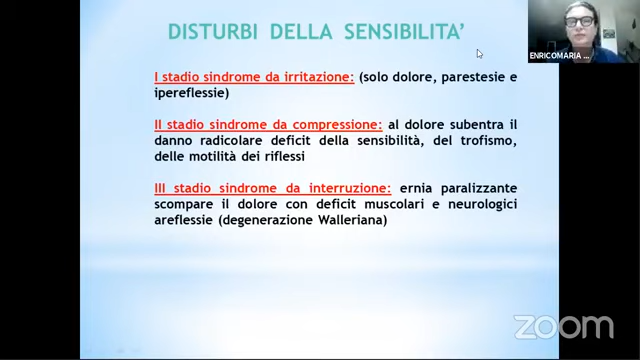 DISTURBI DELLA SENSIBILITA’
ENRICOMARIA ...
I stadio sindrome da irritazione: (solo dolore, parestesie e
ipereflessie)
II stadio sindrome da compressione: al dolore subentra il
danno radicolare deficit della sensibilità, del trofismo,
delle motilità dei riflessi
III stadio sindrome da interruzione: ernia paralizzante
scompare il dolore con deficit muscolari e neurologici
areflessie (degenerazione Walleriana)
zoom